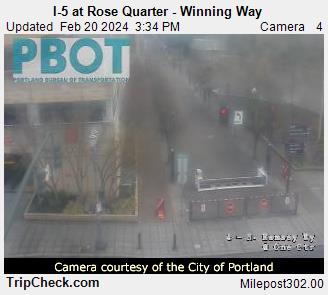 I-5 at Rose Quarter - Winning Way
Updated Feb 20 2024 3:34 PM Camera 4
PBOT
PORTLAND BUREAU OF TRANSPORTATION
Camera courtesy of the City of Portland
TripCheck.com Milepost302.00